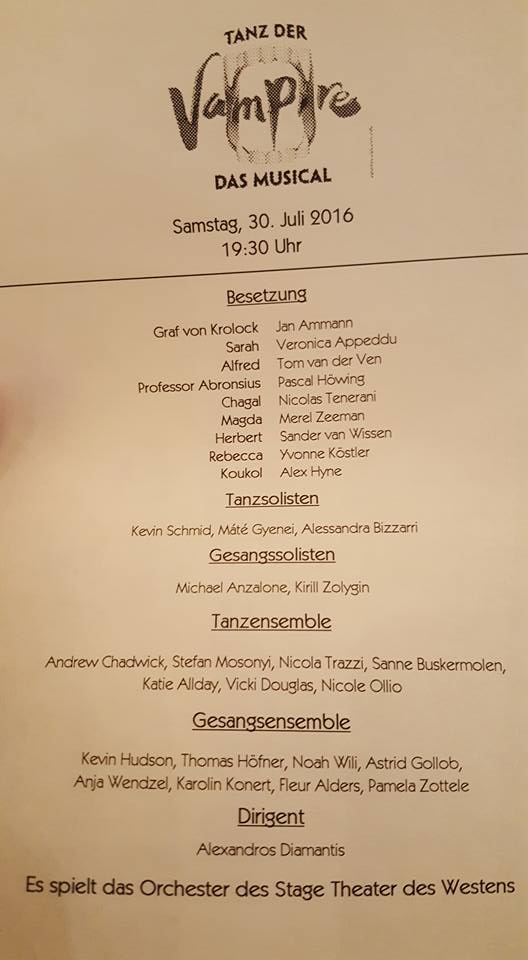 TANZ DER
Vampire
DAS MUSICAL
Samstag, 30. Juli 2016
19:30 Uhr
Besetzung
Graf von Krolock Jan Ammann
Sarah Veronica Appeddu
Alfred Tom van der Ven
Professor Abronsius Pascal Höwing
Chagal Nicolas Tenerani
Magda Merel Zeeman
Herbert Sander van Wissen
Rebecca Yvonne Köstler
Koukol Alex Hyne
Tanzsolisten
Kevin Schmid, Máté Gyenei, Alessandra Bizzarri
Gesangssolisten
Michael Anzalone, Kirill Zolygin
Tanzensemble
Andrew Chadwick, Stefan Mosonyi, Nicola Trazzi, Sanne Buskermolen,
Katie Allday, Vicki Douglas, Nicole Ollio
Gesangsensemble
Kevin Hudson, Thomas Höfner, Noah Wili, Astrid Gollob,
Anja Wendzel, Karolin Konert, Fleur Alders, Pamela Zottele
Dirigent
Alexandros Diamantis
Es spielt das Orchester des Stage Theater des Westens